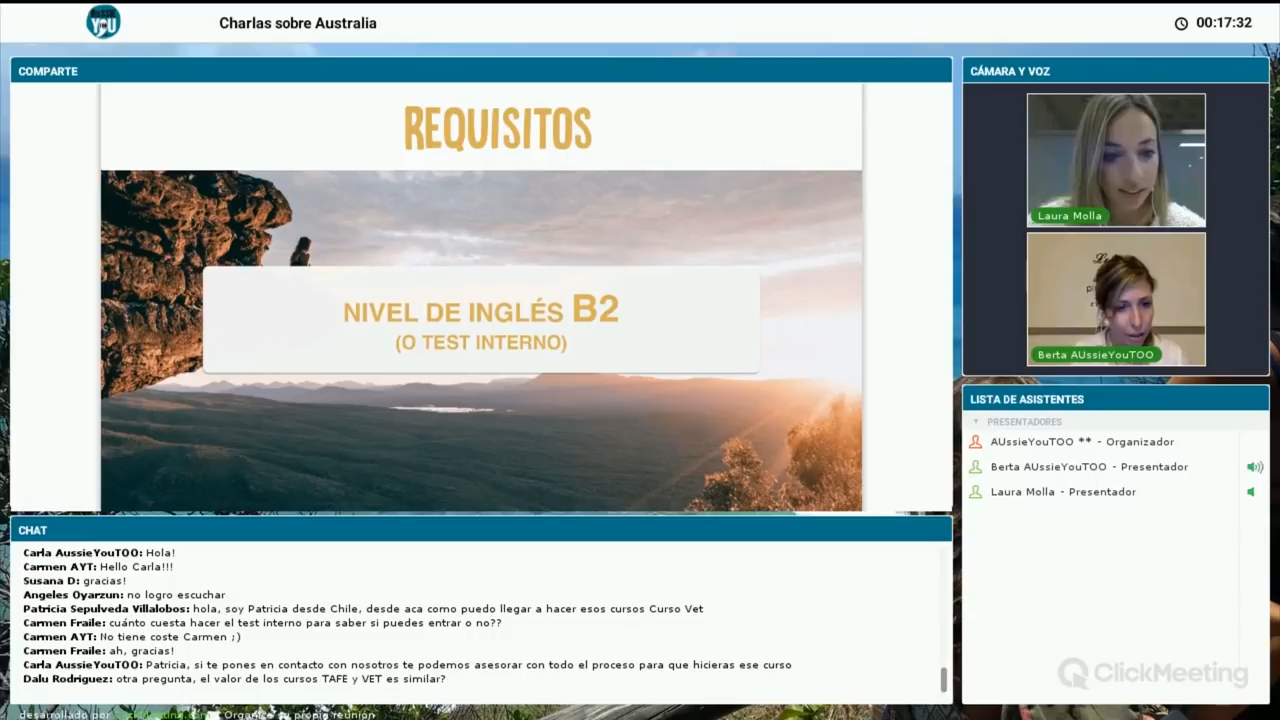 YOU
Charlas sobre Australia
00:17:32
COMPARTE
REQUISITOS
NIVEL DE INGLÉS B2
(O TEST INTERNO)
CÁMARA Y VOZ
Laura Molla
Berta AUssieYouTOO
LISTA DE ASISTENTES
PRESENTADORES
AUssieYouTOO ** - Organizador
Berta AUssieYouTOO - Presentador
Laura Molla - Presentador
ClickMeeting
CHAT
Carla AussieYouTOO: Hola!
Carmen AYT: Hello Carla!!!
Susana D: gracias!
Angeles Oyarzun: no logro escuchar
Patricia Sepulveda Villalobos: hola, soy Patricia desde Chile, desde aca como puedo llegar a hacer esos cursos Curso Vet
Carmen Fraile: cuánto cuesta hacer el test interno para saber si puedes entrar o no??
Carmen AYT: No tiene coste Carmen ;)
Carmen Fraile: ah, gracias!
Carla AussieYouTOO: Patricia, si te pones en contacto con nosotros te podemos asesorar con todo el proceso para que hicieras ese curso
Dalu Rodriguez: otra pregunta, el valor de los cursos TAFE y VET es similar?
desarrollado por ClickMeeting.com Organice su propia reunión